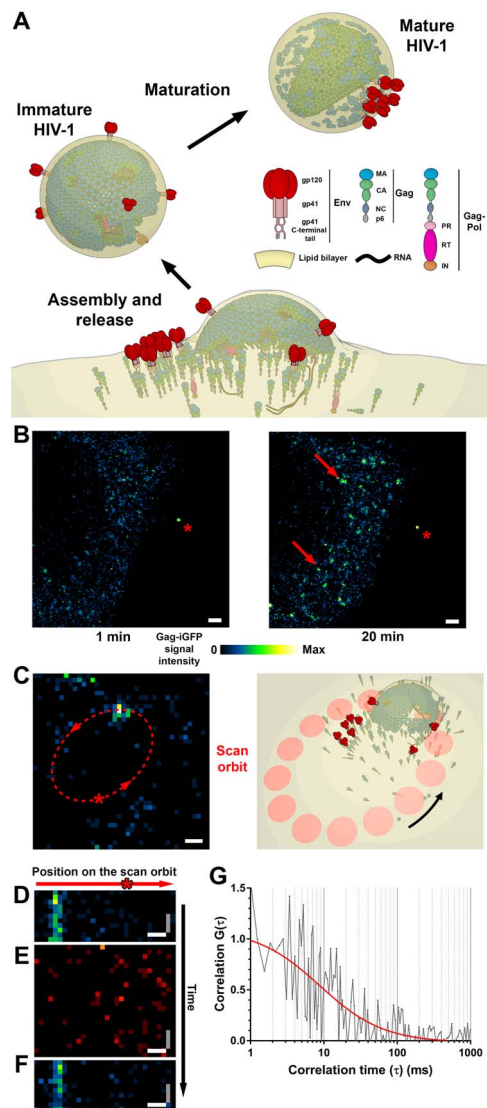 A
Mature
HIV-1
Maturation
Immature
HIV-1
gp120
gp41
gp41
C-terminal
tail
Env
MA
CA
NC
p6
Gag
PR
RT
IN
Gag-
Pol
Lipid bilayer
RNA
Assembly and
release
B
*
*
1 min
Gag-iGFP
signal
intensity
0
Max
20 min
C
*
Scan
orbit
Position on the scan orbit
D
E
F
Time
G
Correlation G(τ)
1.5
1.0
0.5
0.0
1
10
100
1000
Correlation time (τ) (ms)